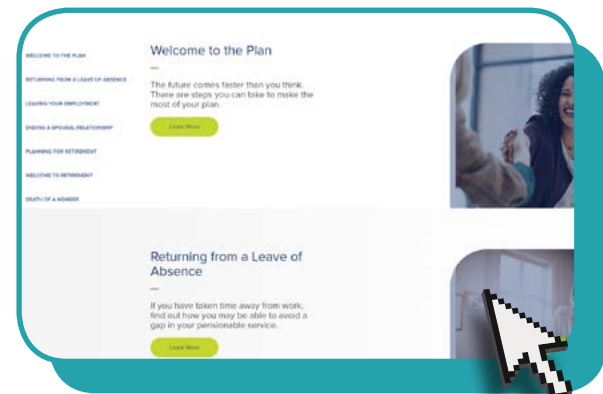 WELCOME TO THE PLAN
RETURNING FROM A LEAVE OF ABSENCE
LEAVING YOUR EMPLOYMENT
ENDING A SPOUSAL RELATIONSHIP
PLANNING FOR RETIREMENT
WELCOME TO RETIREMENT
DEATH OF A MEMBER
Welcome to the Plan
The future comes faster than you think.
There are steps you can take to make the
most of your plan.
Learn More
Returning from a Leave of
Absence
If you have taken time away from work,
find out how you may be able to avoid a
gap in your pensionable service.
Learn More